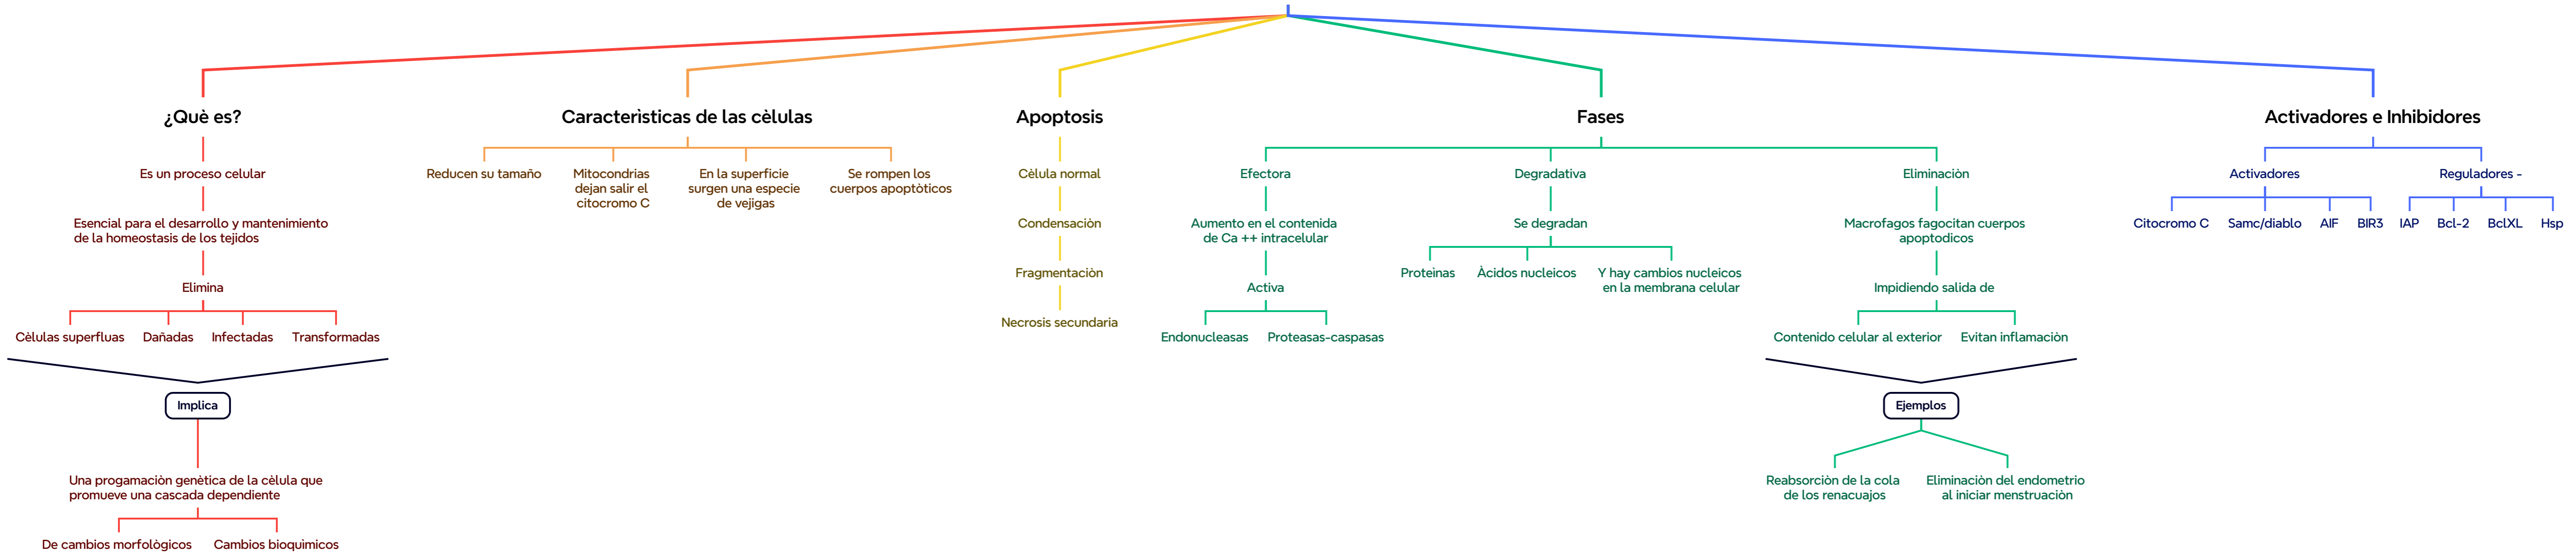 ¿Què es?
Es un proceso celular
Esencial para el desarrollo y mantenimiento
de la homeostasis de los tejidos
Elimina
Cèlulas superfluas
Dañadas
Infectadas
Transformadas
Implica
Una progamaciòn genètica de la cèlula que
promueve una cascada dependiente
De cambios morfològicos
Cambios bioquìmicos
Caracterìsticas de las cèlulas
Reducen su tamaño
Mitocondrias
dejan salir el
citocromo C
En la superficie
surgen una especie
de vejigas
Se rompen los
cuerpos apoptòticos
Apoptosis
Cèlula normal
Condensaciòn
Fragmentaciòn
Necrosis secundaria
Fases
Efectora
Aumento en el contenida
de Ca ++ intracelular
Activa
Endonucleasas
Proteasas-caspasas
Degradativa
Se degradan
Proteìnas
Àcidos nucleicos
Y hay cambios nucleicos
en la membrana celular
Eliminaciòn
Macrofagos fagocitan cuerpos
apoptodicos
Impidiendo salida de
Contenido celular al exterior
Evitan inflamaciòn
Ejemplos
Reabsorciòn de la cola
de los renacuajos
Eliminaciòn del endometrio
al iniciar menstruaciòn
Activadores e Inhibidores
Activadores
Citocromo C
Samc/diablo
AIF
BIR3
Reguladores -
IAP
Bcl-2
BclXL
Hsp